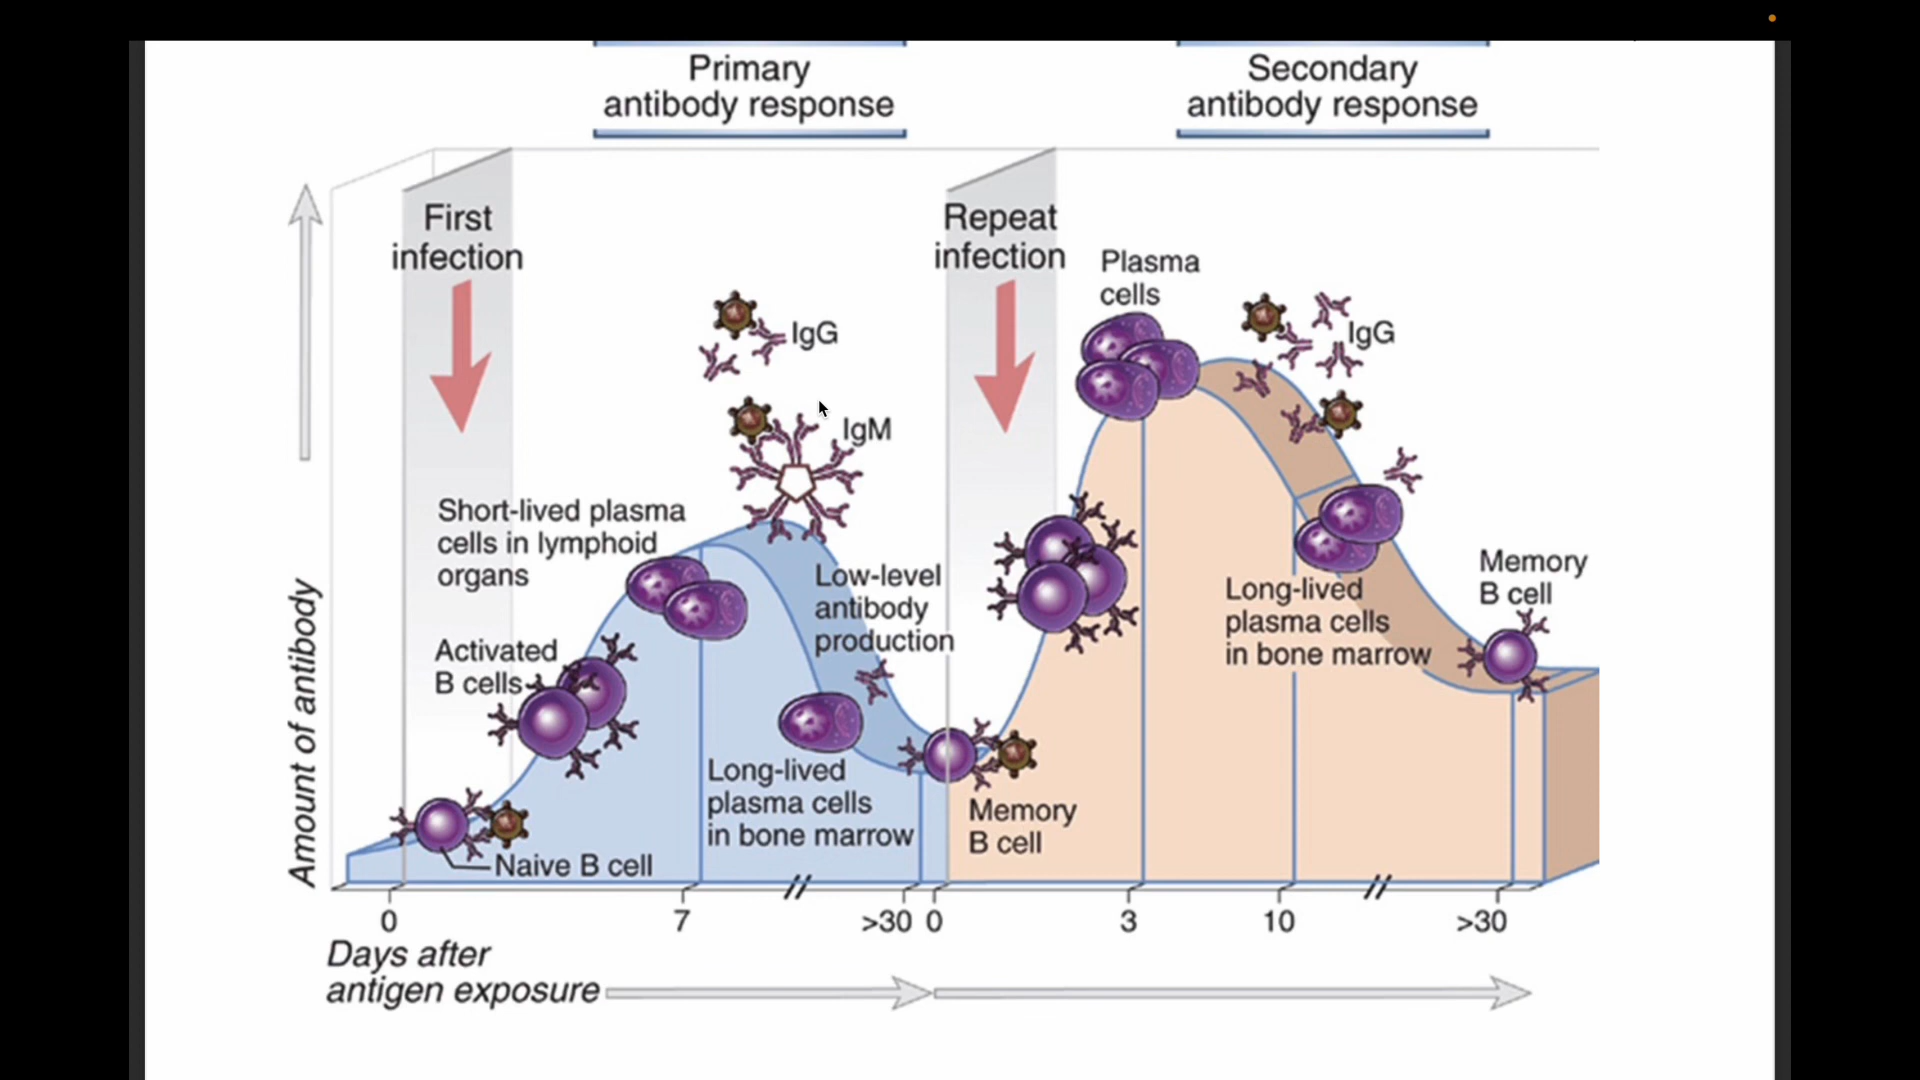 Primary
antibody response
Secondary
antibody response
First
infection
Repeat
infection
Plasma
cells
IgG
IgG
IgM
Short-lived plasma
cells in lymphoid
organs
Low-level
antibody
production
Activated
B cells
Long-lived
plasma cells
in bone marrow
Memory
B cell
Long-lived
plasma cells
in bone marrow
Memory
B cell
Naive B cell
Amount of antibody
0 7 >30 0 3 10 >30
Days after
antigen exposure